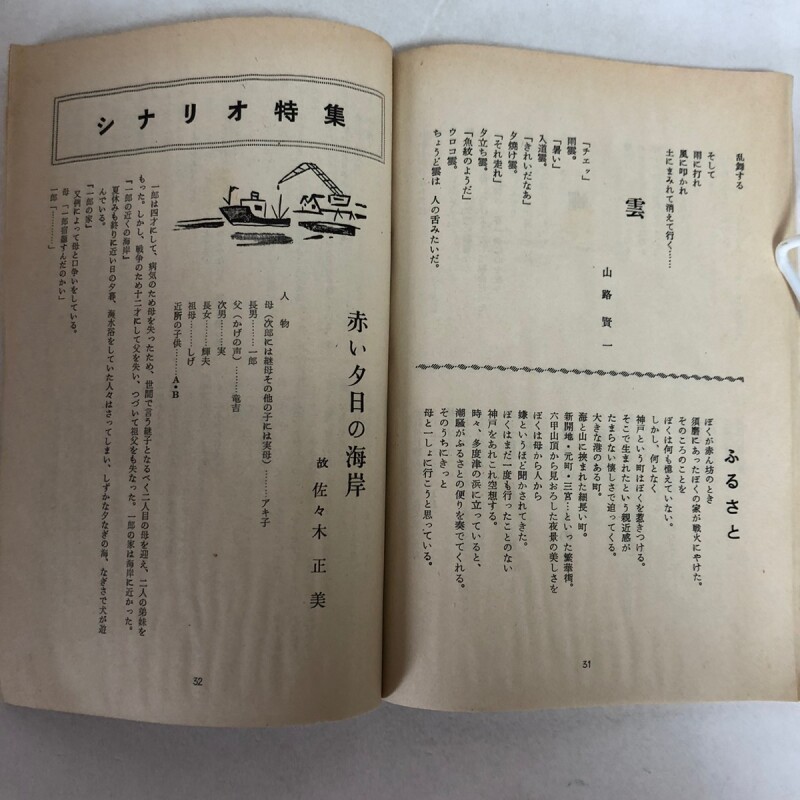 乱舞する
そして
雨に打れ
風に叩かれ
土にまみれて消えて行く……
雲
山路賢一
「チエッ」
雨雲。
「暑い」
入道雲。
「きれいだなあ」
夕焼け雲。
「それ走れ」
夕立ち雲。
「魚紋のようだ」
ウロコ雲。
ちょうど雲は 人の舌みたいだ。
ふるさと
ぼくが赤ん坊のとき
須磨にあったぼくの家が戦火にやけた。
そのころのことを
ぼくは何も憶えていない。
しかし、何となく
神戸という町はぼくを惹きつける。
そこで生まれたという親近感が
たまらない懐しさで迫ってくる。
大きな港のある町。
海と山に挟まれた細長い町。
新開地・元町・三宮…といった繁華街。
六甲山頂から見おろした夜景の美しさを
ぼくは母から人から
嫌というほど聞かされてきた。
ぼくはまだ一度も行ったことのない
神戸をあれこれ空想する。
時々、多度津の浜に立っていると、
潮騒がふるさとの便りを奏でてくれる。
そのうちにきっと
母と一しょに行こうと思っている。
31
シナリオ特集
赤い夕日の海岸
故 佐々木正美
人物
母(次郎には継母その他の子には実母)……アキ子
父(かげの声)……竜吉
長男………一郎
次男………実
長女………輝夫
祖母………しげ
近所の子供……A・B
一郎は四才にして、病気のため母を失ったため、世間で言う継子となるべく二人目の母を迎え、二人の弟妹を
もった。しかし、戦争のため十二才にして父を失い、つづいて祖父をも失なった。一郎の家は海岸に近かった。
「一郎の近くの海岸」
夏休みも終りに近い日の夕暮、海水浴をしていた人々はさってしまい、しずかな夕なぎの海、なぎさで犬が遊
んでいる。
「一郎の家」
又例によって母と口争いをしている。
母「一郎宿題すんだのかい」
一郎「…………」
32